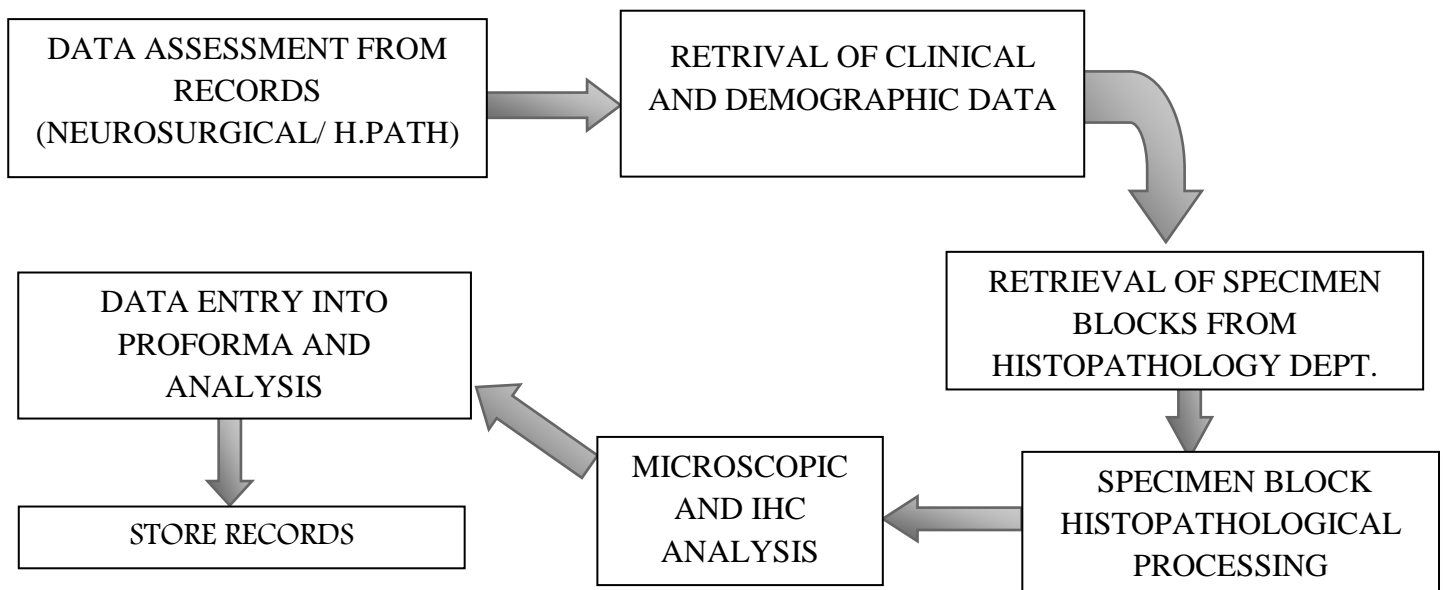 DATA ASSESSMENT FROM
RECORDS
(NEUROSURGICAL/ H.PATH)
RETRIVAL OF CLINICAL
AND DEMOGRAPHIC DATA
RETRIEVAL OF SPECIMEN
BLOCKS FROM
HISTOPATHOLOGY DEPT.
SPECIMEN BLOCK
HISTOPATHOLOGICAL
PROCESSING
MICROSCOPIC
AND IHC
ANALYSIS
DATA ENTRY INTO
PROFORMA AND
ANALYSIS
STORE RECORDS